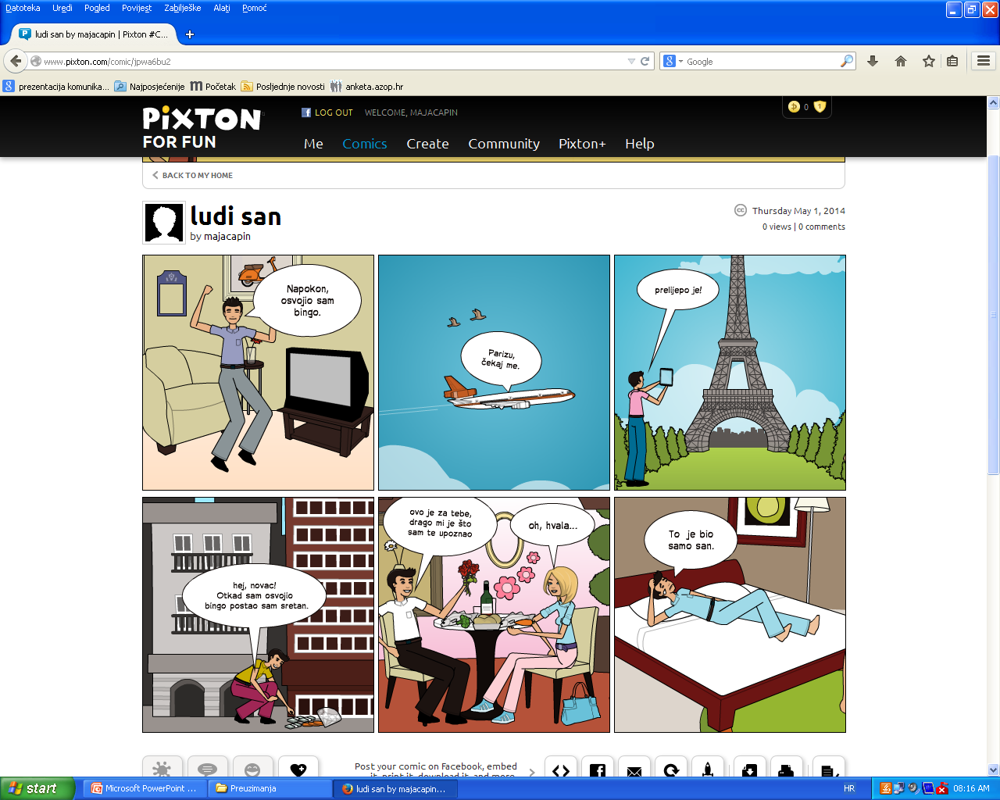 Datoteka Uredi Pogled Povijest Zabilješke Alati Pomoć
ludi san by majacapin | Pixton #C...
www.pixton.com/comic/jpwa6bu2
Google
prezentacija komunika... Najposjećenije Početak Posljednje novosti anketa.azop.hr
PiXTON
FOR FUN
LOG OUT WELCOME, MAJACAPIN
0 1
Me Comics Create Community Pixton+ Help
BACK TO MY HOME
ludi san
by majacapin
Thursday May 1, 2014
0 views | 0 comments
Napokon,
osvojio sam
bingo.
Parizu,
čekaj me.
prelijepo je!
hej, novac!
Otkad sam osvojio
bingo postao sam sretan.
ovo je za tebe,
drago mi je što
sam te upoznao
oh, hvala...
To je bio
samo san.
Post your comic on Facebook, embed
it, print it, download it, and more
start
Microsoft PowerPoint ...
Preuzimanja
ludi san by majacapin...
HR
08:16 AM